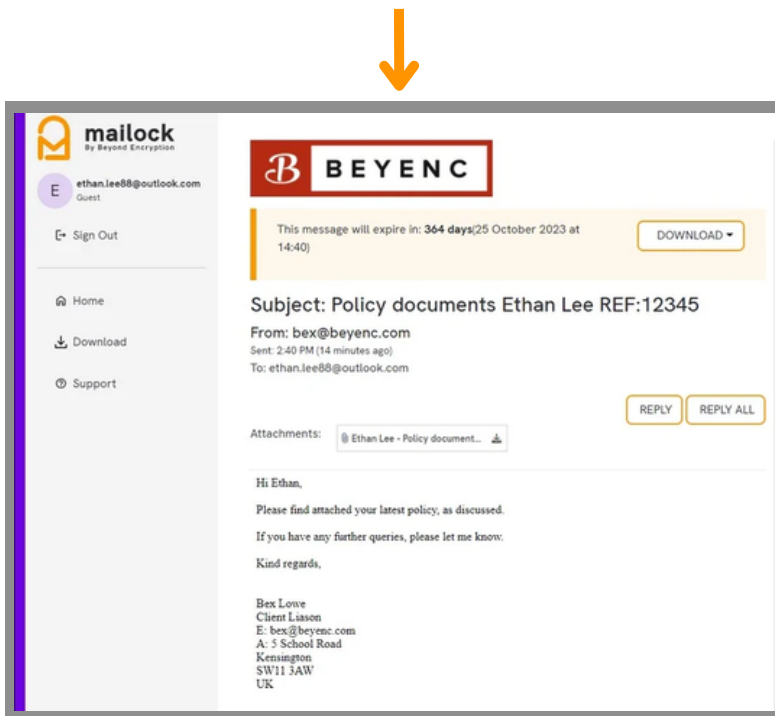 mailock
By Beyond Encryption
E
ethan.lee88@outlook.com
Guest
Sign Out
Home
Download
Support
B BEYENC
This message will expire in: 364 days(25 October 2023 at
14:40)
DOWNLOAD
Subject: Policy documents Ethan Lee REF:12345
From: bex@beyenc.com
Sent: 2:40 PM (14 minutes ago)
To: ethan.lee88@outlook.com
REPLY
REPLY ALL
Attachments:
Ethan Lee - Policy document...
Hi Ethan,
Please find attached your latest policy, as discussed.
If you have any further queries, please let me know.
Kind regards,
Bex Lowe
Client Liason
E: bex@beyenc.com
A: 5 School Road
Kensington
SW11 3AW
UK